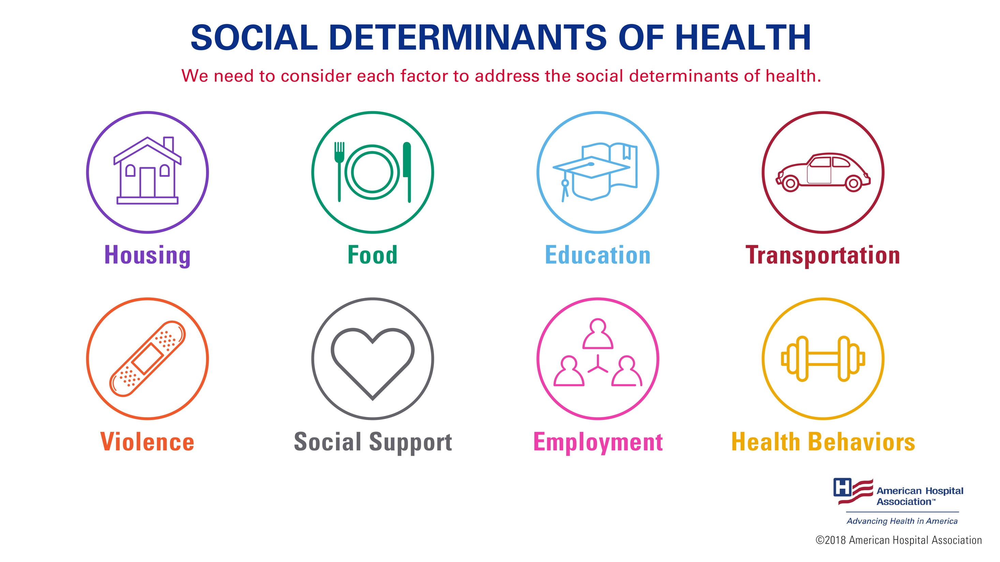 SOCIAL DETERMINANTS OF HEALTH
We need to consider each factor to address the social determinants of health.
Housing
Food
Education
Transportation
Violence
Social Support
Employment
Health Behaviors
H
American Hospital
Association™
Advancing Health in America
©2018 American Hospital Association